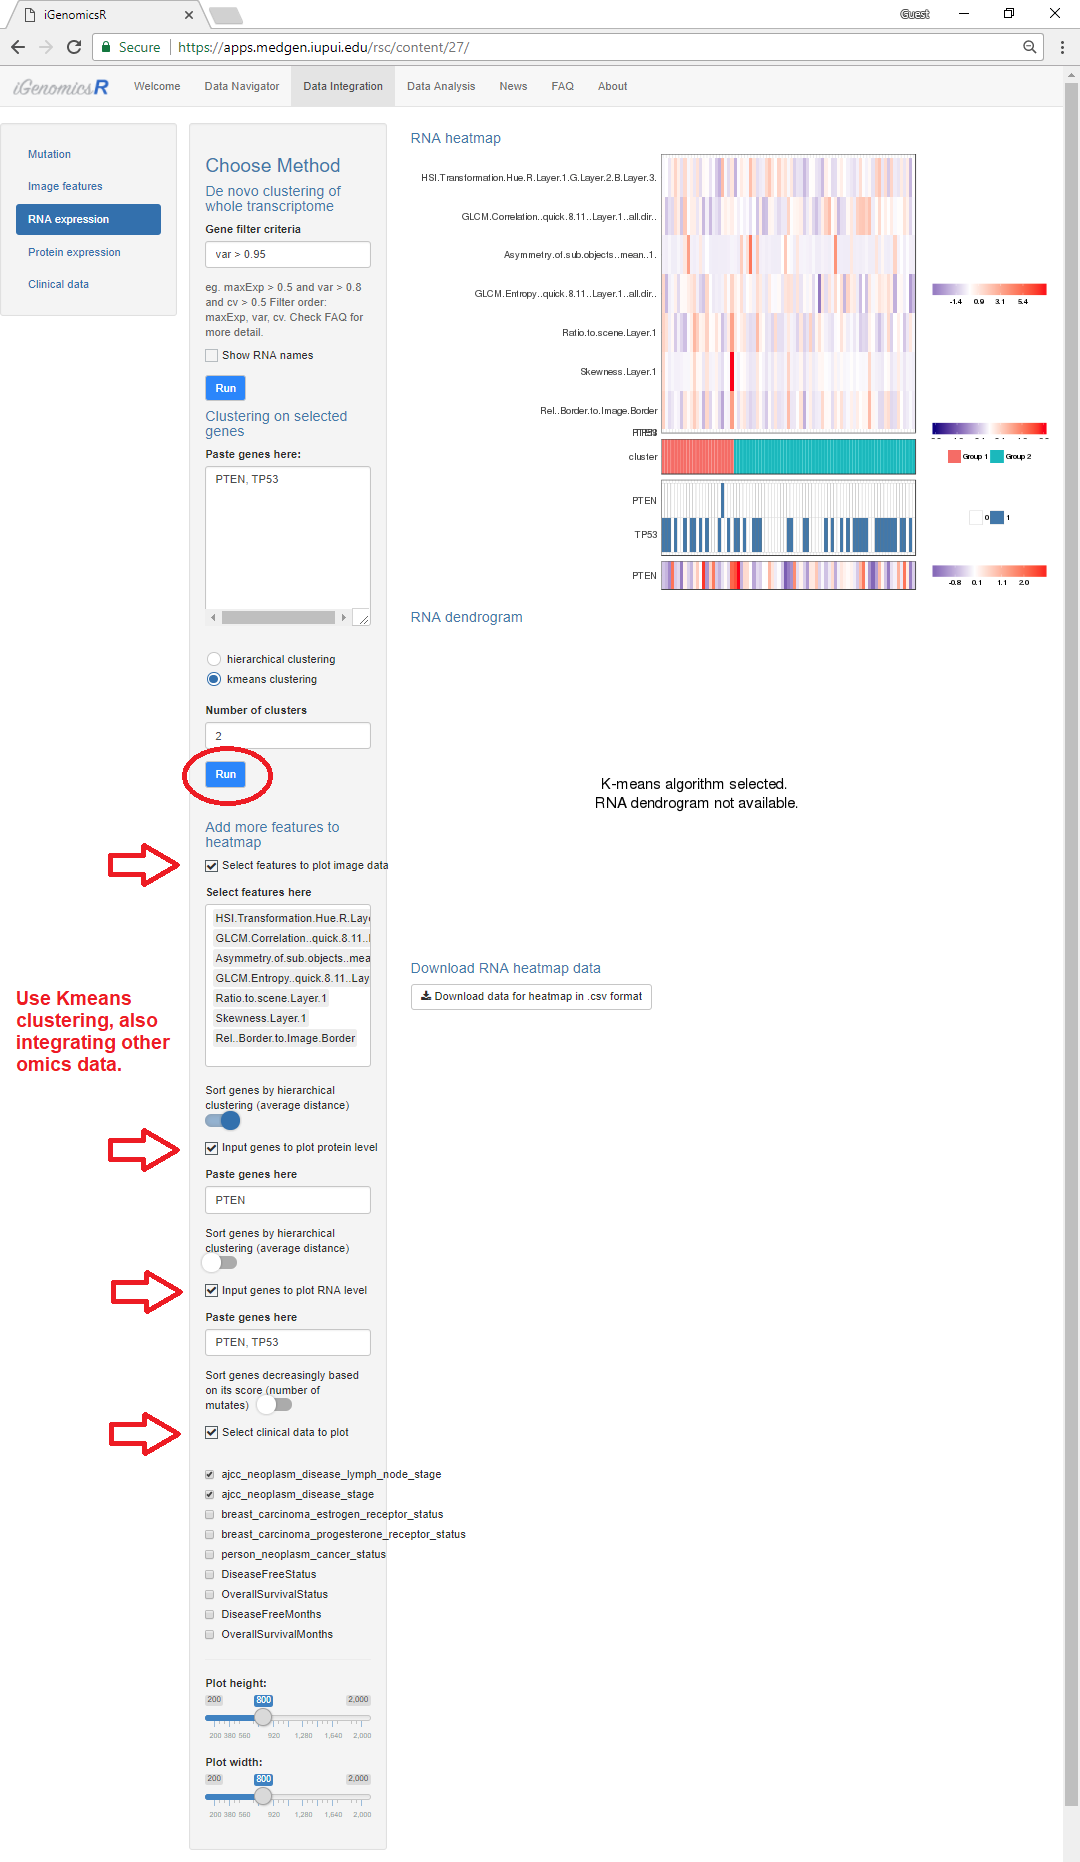 iGenomicsR
Guest
Secure https://apps.medgen.iupui.edu/rsc/content/27/
iGenomicsR Welcome Data Navigator Data Integration Data Analysis News FAQ About
Mutation
Image features
RNA expression
Protein expression
Clinical data
Choose Method
De novo clustering of
whole transcriptome
Gene filter criteria
var > 0.95
eg. maxExp > 0.5 and var > 0.8
and cv > 0.5 Filter order:
maxExp, var, cv. Check FAQ for
more detail.
Show RNA names
Run
Clustering on selected
genes
Paste genes here:
PTEN, TP53
hierarchical clustering
kmeans clustering
Number of clusters
2
Run
Add more features to
heatmap
Select features to plot image data
Select features here
HSI.Transformation.Hue.R.Laye
GLCM.Correlation..quick.8.11..
Asymmetry.of.sub.objects..mea
GLCM.Entropy..quick.8.11..Lay
Ratio.to.scene.Layer.1
Skewness.Layer.1
Rel..Border.to.Image.Border
Use Kmeans
clustering, also
integrating other
omics data.
Sort genes by hierarchical
clustering (average distance)
Input genes to plot protein level
Paste genes here
PTEN
Sort genes by hierarchical
clustering (average distance)
Input genes to plot RNA level
Paste genes here
PTEN, TP53
Sort genes decreasingly based
on its score (number of
mutates)
Select clinical data to plot
ajcc_neoplasm_disease_lymph_node_stage
ajcc_neoplasm_disease_stage
breast_carcinoma_estrogen_receptor_status
breast_carcinoma_progesterone_receptor_status
person_neoplasm_cancer_status
DiseaseFreeStatus
OverallSurvivalStatus
DiseaseFreeMonths
OverallSurvivalMonths
Plot height:
200 800 2,000
200 380 560 920 1,280 1,640 2,000
Plot width:
200 800 2,000
200 380 560 920 1,280 1,640 2,000
RNA heatmap
HSI.Transformation.Hue.R.Layer.1.G.Layer.2.B.Layer.3.
GLCM.Correlation..quick.8.11..Layer.1..all.dir..
Asymmetry.of.sub.objects..mean..1.
GLCM.Entropy..quick.8.11..Layer.1..all.dir..
-1.4 0.9 3.1 5.4
Ratio.to.scene.Layer.1
Skewness.Layer.1
Rel..Border.to.Image.Border
cluster
Group 1 Group 2
PTEN
0 1
TP53
PTEN
-0.8 0.1 1.1 2.0
RNA dendrogram
K-means algorithm selected.
RNA dendrogram not available.
Download RNA heatmap data
Download data for heatmap in .csv format